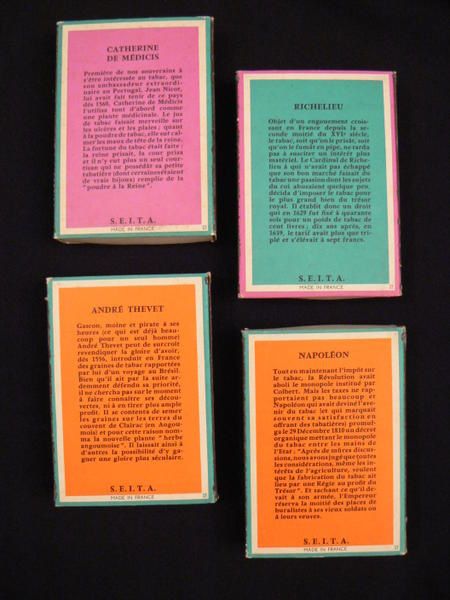 CATHERINE
DE MÉDICIS
Première de nos souverains à
s'être intéressée au tabac, que
son ambassadeur extraordi-
naire au Portugal, Jean Nicot,
lui avait fait tenir de ce pays
dès 1560, Catherine de Médicis
l'utilisa tout d'abord comme
une plante médicinale. Le jus
de tabac faisait merveille sur
les ulcères et les plaies ; quant
à la poudre de tabac, elle sut cal-
mer les maux de tête de la reine.
La fortune du tabac était faite :
la reine prisait, la cour prisa
et il n'y eut plus un seul cour-
tisan qui ne possédât sa petite
tabatière (dont certaines étaient
de vrais bijoux) remplie de la
"poudre à la Reine".
S.E.I.T.A.
MADE IN FRANCE
RICHELIEU
Objet d'un engouement crois-
sant en France depuis la se-
conde moitié du XVIe siècle,
le tabac, soit qu'on le prisât, soit
qu'on le fumât en pipe, ne tarda
pas à susciter un intérêt plus
matériel. Le Cardinal de Riche-
lieu à qui n'avait pas échappé
que son bon marché faisait du
tabac une passion dont les sujets
du roi abusaient quelque peu,
décida d'imposer le tabac pour
le plus grand bien du trésor
royal. Il établit donc un droit
qui en 1629 fut fixé à quarante
sols pour un poids de tabac de
cent livres ; dix ans après, en
1639, le tarif avait plus que tri-
plé et s'élevait à sept francs.
S.E.I.T.A.
MADE IN FRANCE
ANDRÉ THEVET
Gascon, moine et pirate à ses
heures (ce qui est déjà beau-
coup pour un seul homme)
André Thevet peut de surcroît
revendiquer la gloire d'avoir,
dès 1556, introduit en France
des graines de tabac rapportées
par lui d'un voyage au Brésil.
Bien qu'il ait par la suite ar-
demment défendu sa priorité,
il ne chercha pas sur le moment
à faire connaître ses décou-
vertes, ni à en tirer plus ample
profit. Il se contenta de semer
les graines sur les terres du
couvent de Clairac (en Angou-
mois) et pour cette raison nom-
ma la nouvelle plante "herbe
angoumoise". Il laissait ainsi à
d'autres la possibilité d'y ga-
gner une gloire plus séculaire.
S.E.I.T.A.
MADE IN FRANCE
NAPOLÉON
Tout en maintenant l'impôt sur
le tabac, la Révolution avait
aboli le monopole institué par
Colbert. Mais les taxes ne rap-
portaient pas beaucoup et
Napoléon qui avait deviné l'ave-
nir du tabac (et qui marquait
souvent sa satisfaction en
offrant des tabatières) promul-
gua le 29 Décembre 1810 un décret
organique mettant le monopole
du tabac entre les mains de
l'Etat : "Après de mûres discus-
sions, nous avons jugé que toutes
les considérations, même les in-
térêts de l'agriculture, veulent
que la fabrication du tabac ait
lieu par une Régie au profit du
Trésor". Et sachant ce qu'il de-
vait à son armée, l'Empereur
réserva la moitié des places de
buralistes à ses vieux soldats ou
à leurs veuves.
S.E.I.T.A.
MADE IN FRANCE